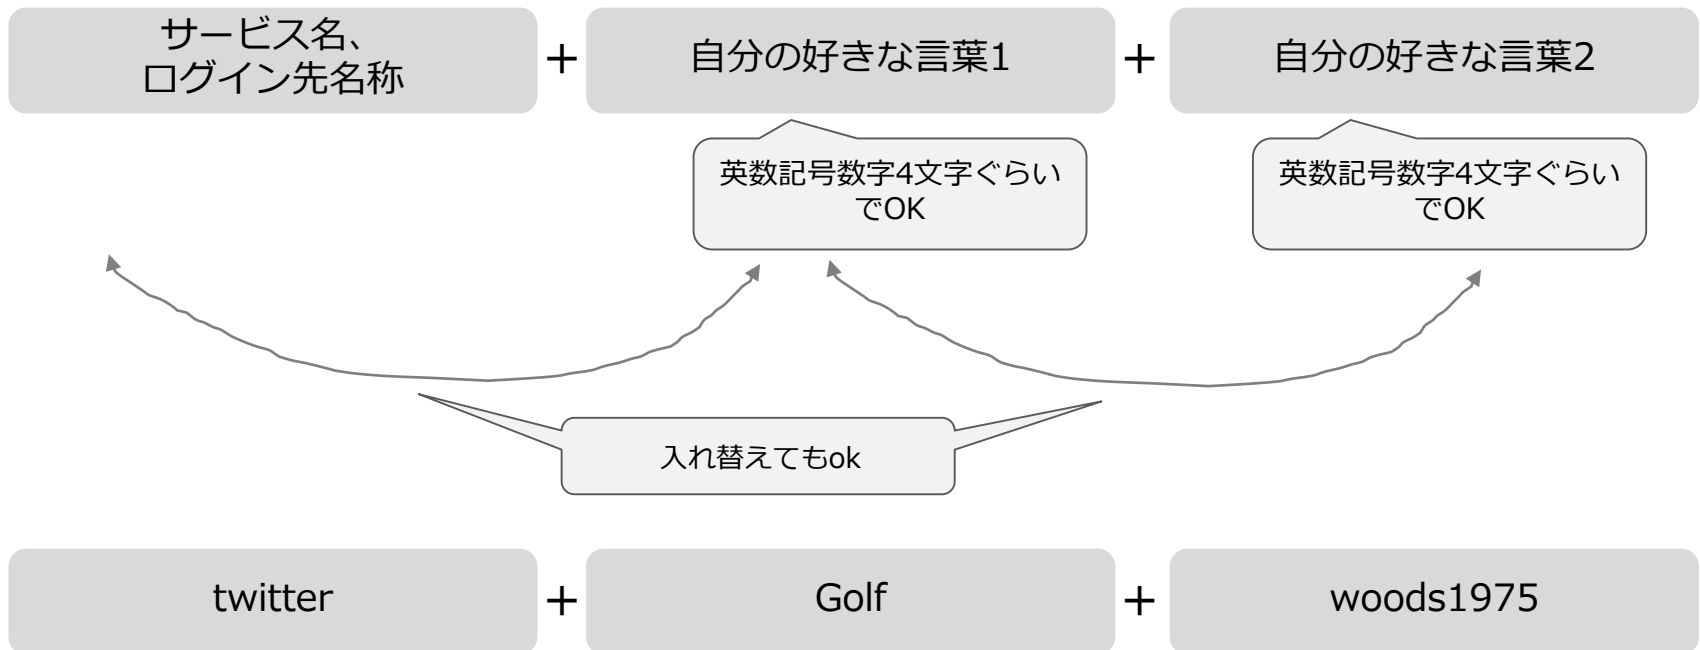 サービス名、
ログイン先名称
+
自分の好きな言葉1
+
自分の好きな言葉2
英数記号数字4文字ぐらい
でOK
英数記号数字4文字ぐらい
でOK
入れ替えてもok
twitter
+
Golf
+
woods1975